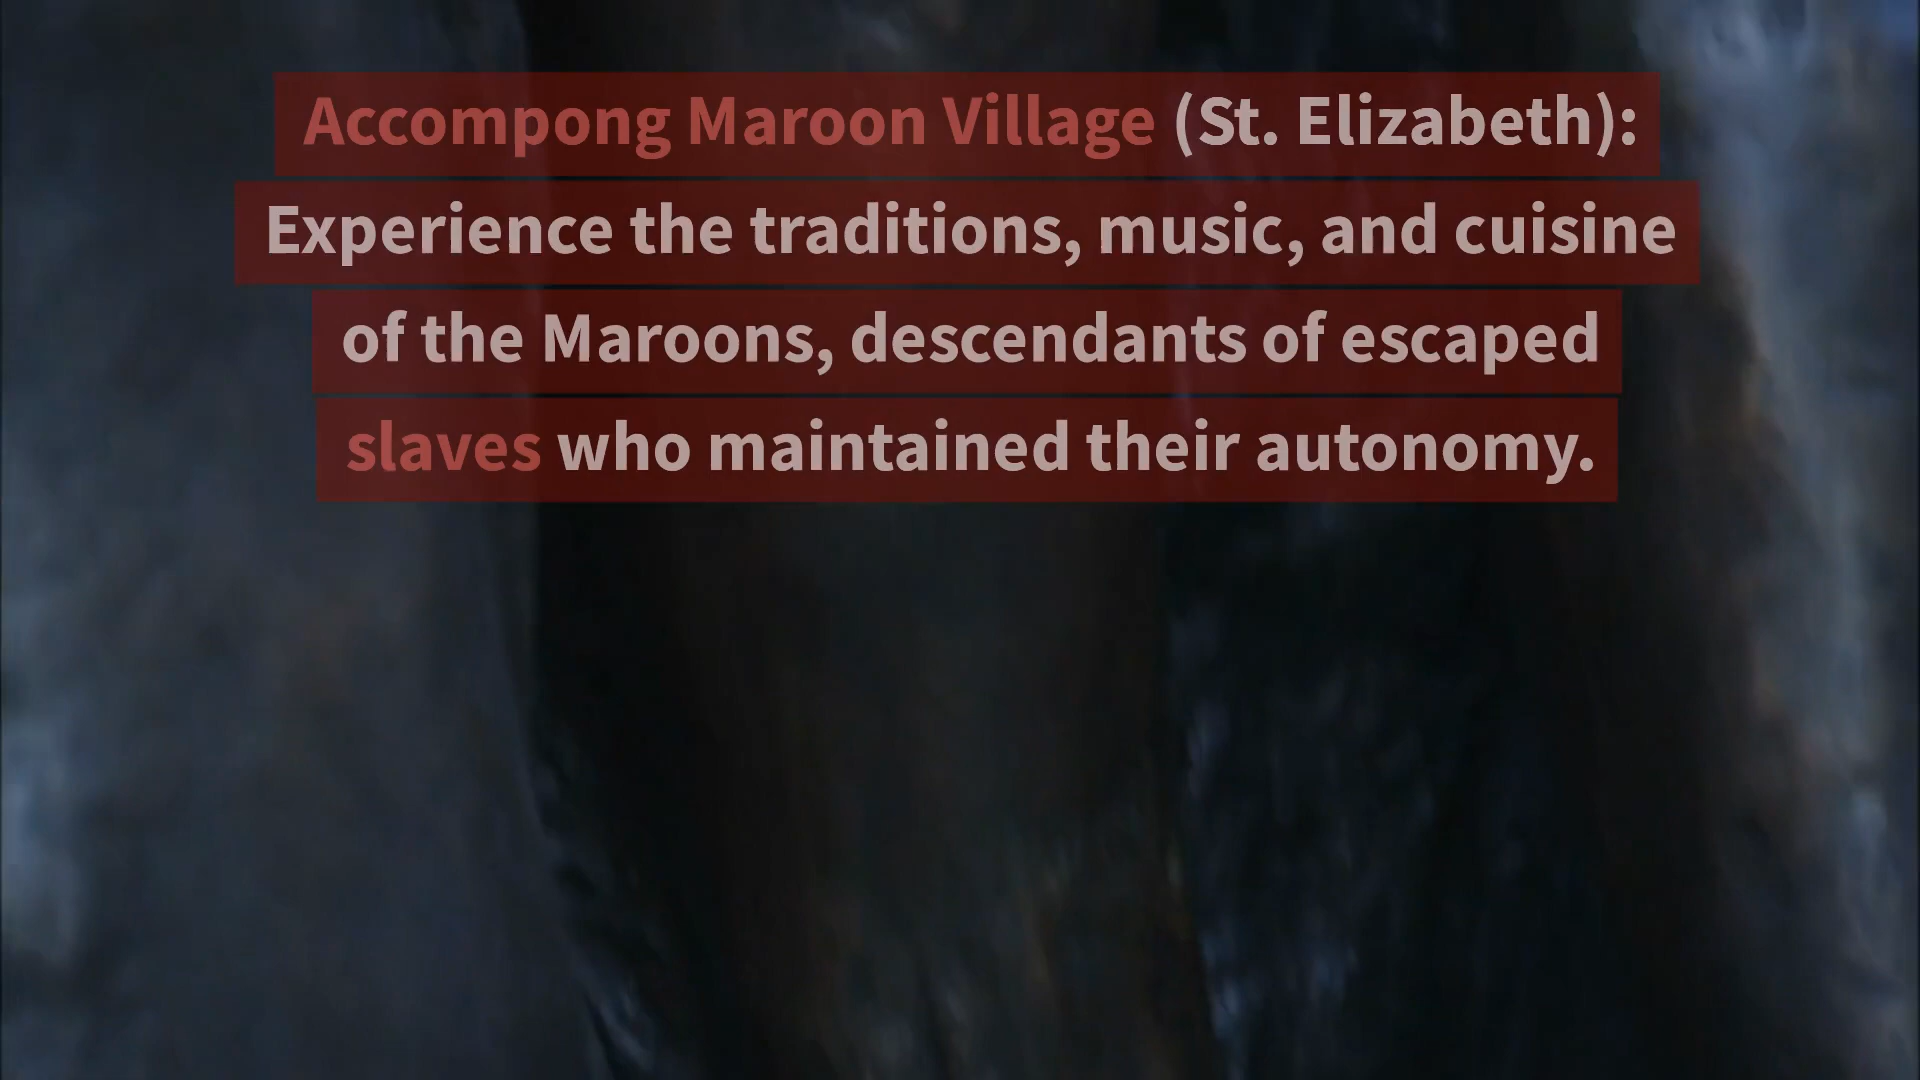 Accompong Maroon Village (St. Elizabeth):
Experience the traditions, music, and cuisine
of the Maroons, descendants of escaped
slaves who maintained their autonomy.